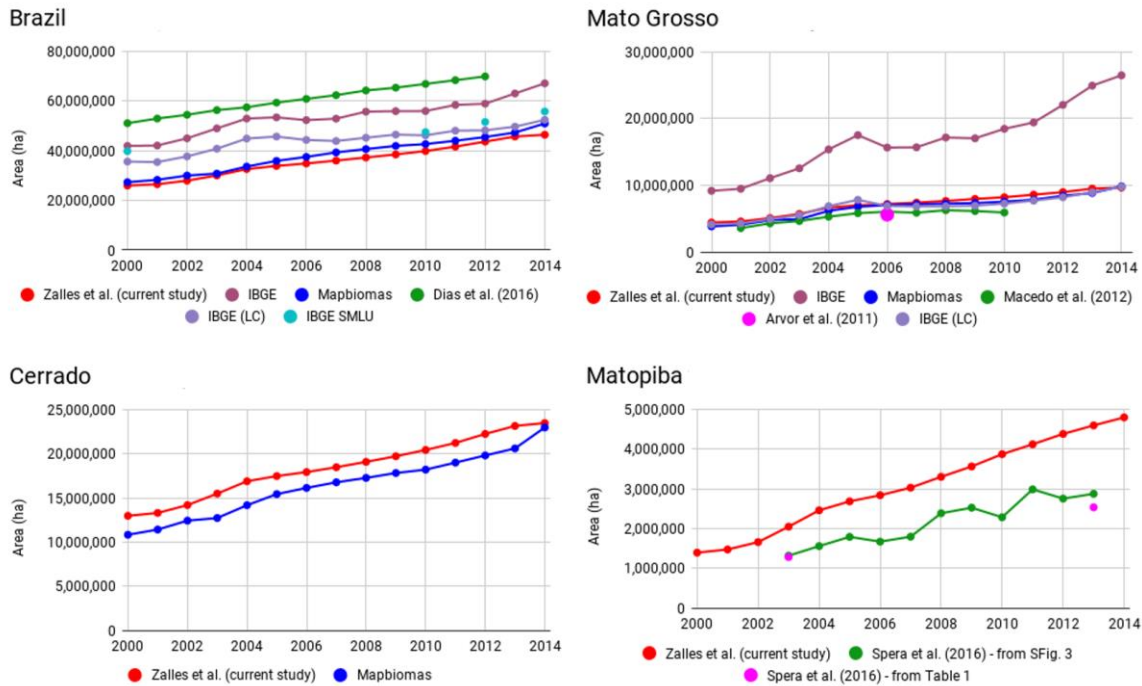 Brazil
80,000,000
60,000,000
40,000,000
20,000,000
0
Area (ha)
2000 2002 2004 2006 2008 2010 2012 2014
Zalles et al. (current study) IBGE Mapbiomas Dias et al. (2016)
IBGE (LC) IBGE SMLU
Mato Grosso
30,000,000
20,000,000
10,000,000
0
Area (ha)
2000 2002 2004 2006 2008 2010 2012 2014
Zalles et al. (current study) IBGE Mapbiomas Macedo et al. (2012)
Arvor et al. (2011) IBGE (LC)
Cerrado
25,000,000
20,000,000
15,000,000
10,000,000
5,000,000
0
Area (ha)
2000 2002 2004 2006 2008 2010 2012 2014
Zalles et al. (current study) Mapbiomas
Matopiba
5,000,000
4,000,000
3,000,000
2,000,000
1,000,000
0
Area (ha)
2000 2002 2004 2006 2008 2010 2012 2014
Zalles et al. (current study) Spera et al. (2016) - from SFig. 3
Spera et al. (2016) - from Table 1